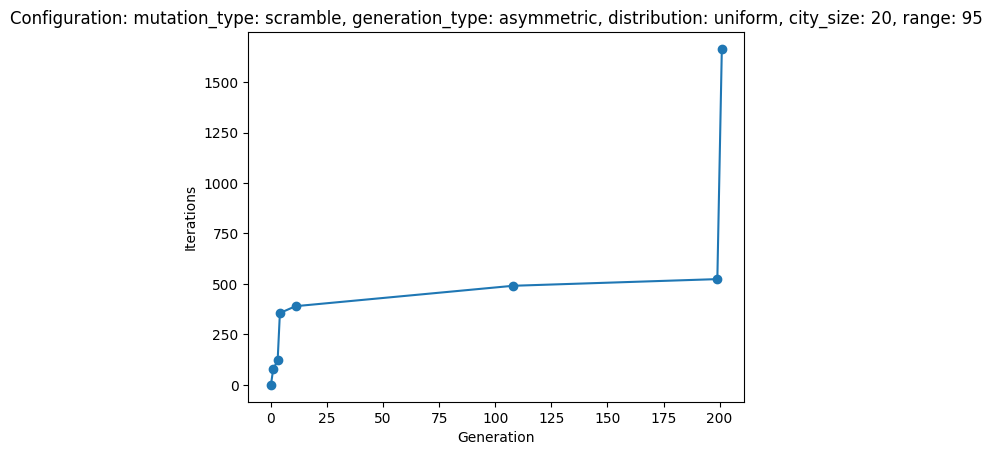 Configuration: mutation_type: scramble, generation_type: asymmetric, distribution: uniform, city_size: 20, range: 95
1500
1250
1000
750
500
250
0
Iterations
0 25 50 75 100 125 150 175 200
Generation